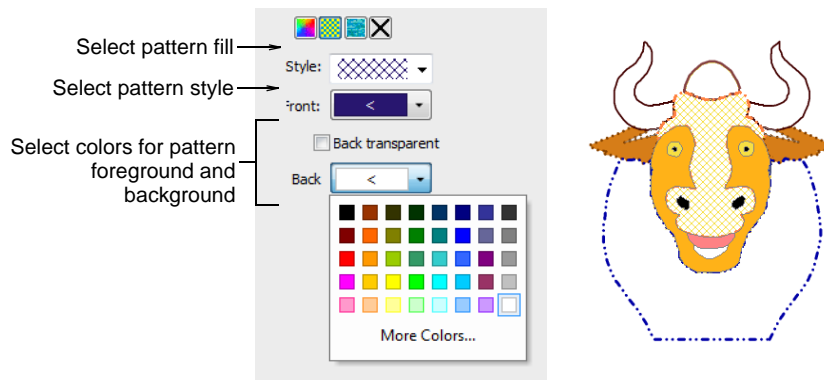 Select pattern fill
Style:
Select pattern style
Front:
<
Back transparent
Select colors for pattern
foreground and
background
Back
<
More Colors...